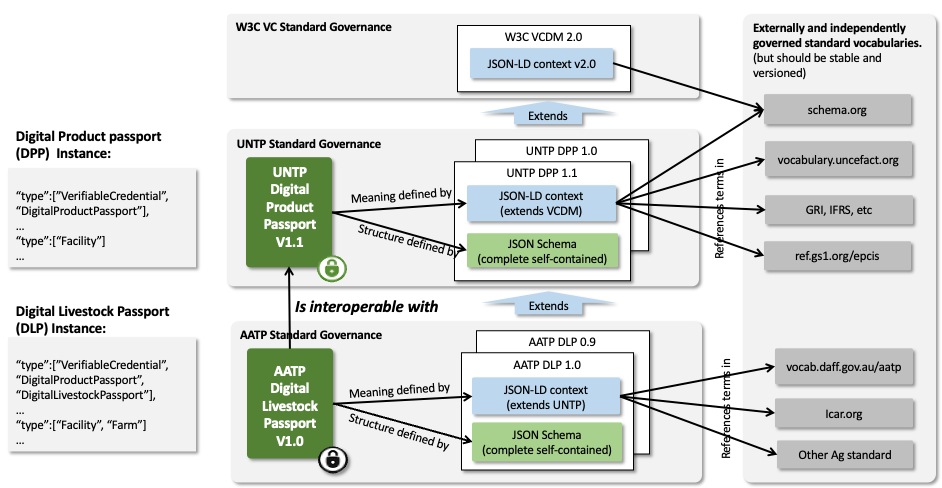 W3C VC Standard Governance
W3C VCDM 2.0
JSON-LD context v2.0
Extends
Externally and independently
governed standard vocabularies.
(but should be stable and
versioned)
schema.org
vocabulary.uncefact.org
GRI, IFRS, etc
ref.gs1.org/epcis
References terms in
Digital Product passport
(DPP)  Instance:
“type”:[”VerifiableCredential”,
“DigitalProductPassport”],
…
“type”:[“Facility”]
…
UNTP Standard Governance
UNTP
Digital
Product
Passport
V1.1
Meaning defined by
Structure defined by
UNTP DPP 1.0
UNTP DPP 1.1
JSON-LD context
(extends VCDM)
JSON Schema
(complete self-contained)
Is interoperable with
Extends
Digital Livestock Passport
(DLP) Instance:
“type”:[”VerifiableCredential”,
“DigitalProductPassport”,
“DigitalLivestockPassport”],
…
“type”:[“Facility”, “Farm”]
…
AATP Standard Governance
AATP
Digital
Livestock
Passport
V1.0
Meaning defined by
Structure defined by
AATP DLP 0.9
AATP DLP 1.0
JSON-LD context
(extends UNTP)
JSON Schema
(complete self-contained)
References terms in
vocab.daff.gov.au/aatp
Icar.org
Other Ag standard